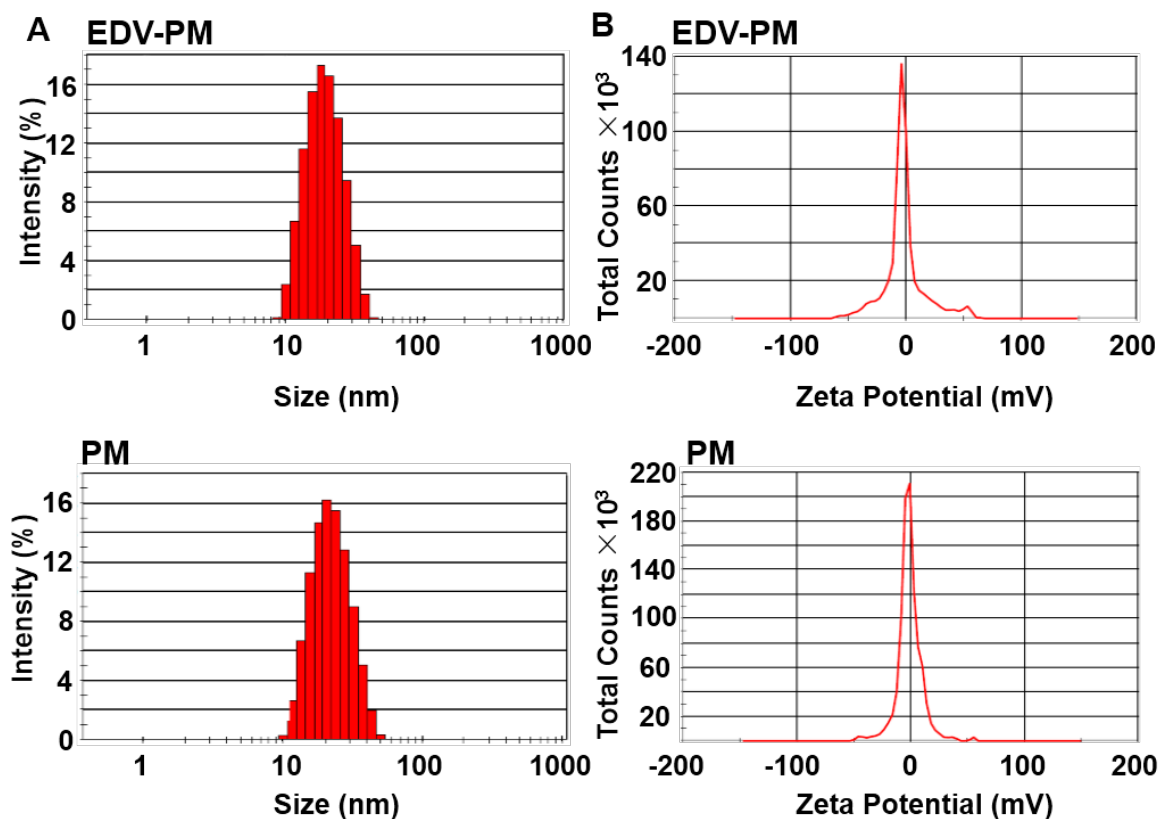 A
EDV-PM
Intensity (%)
16
12
8
4
0
1
10
100
1000
Size (nm)
B
EDV-PM
Total Counts ×10³
140
100
60
20
-200
-100
0
100
200
Zeta Potential (mV)
PM
Intensity (%)
16
12
8
4
0
1
10
100
1000
Size (nm)
PM
Total Counts ×10³
220
180
140
100
60
20
-200
-100
0
100
200
Zeta Potential (mV)